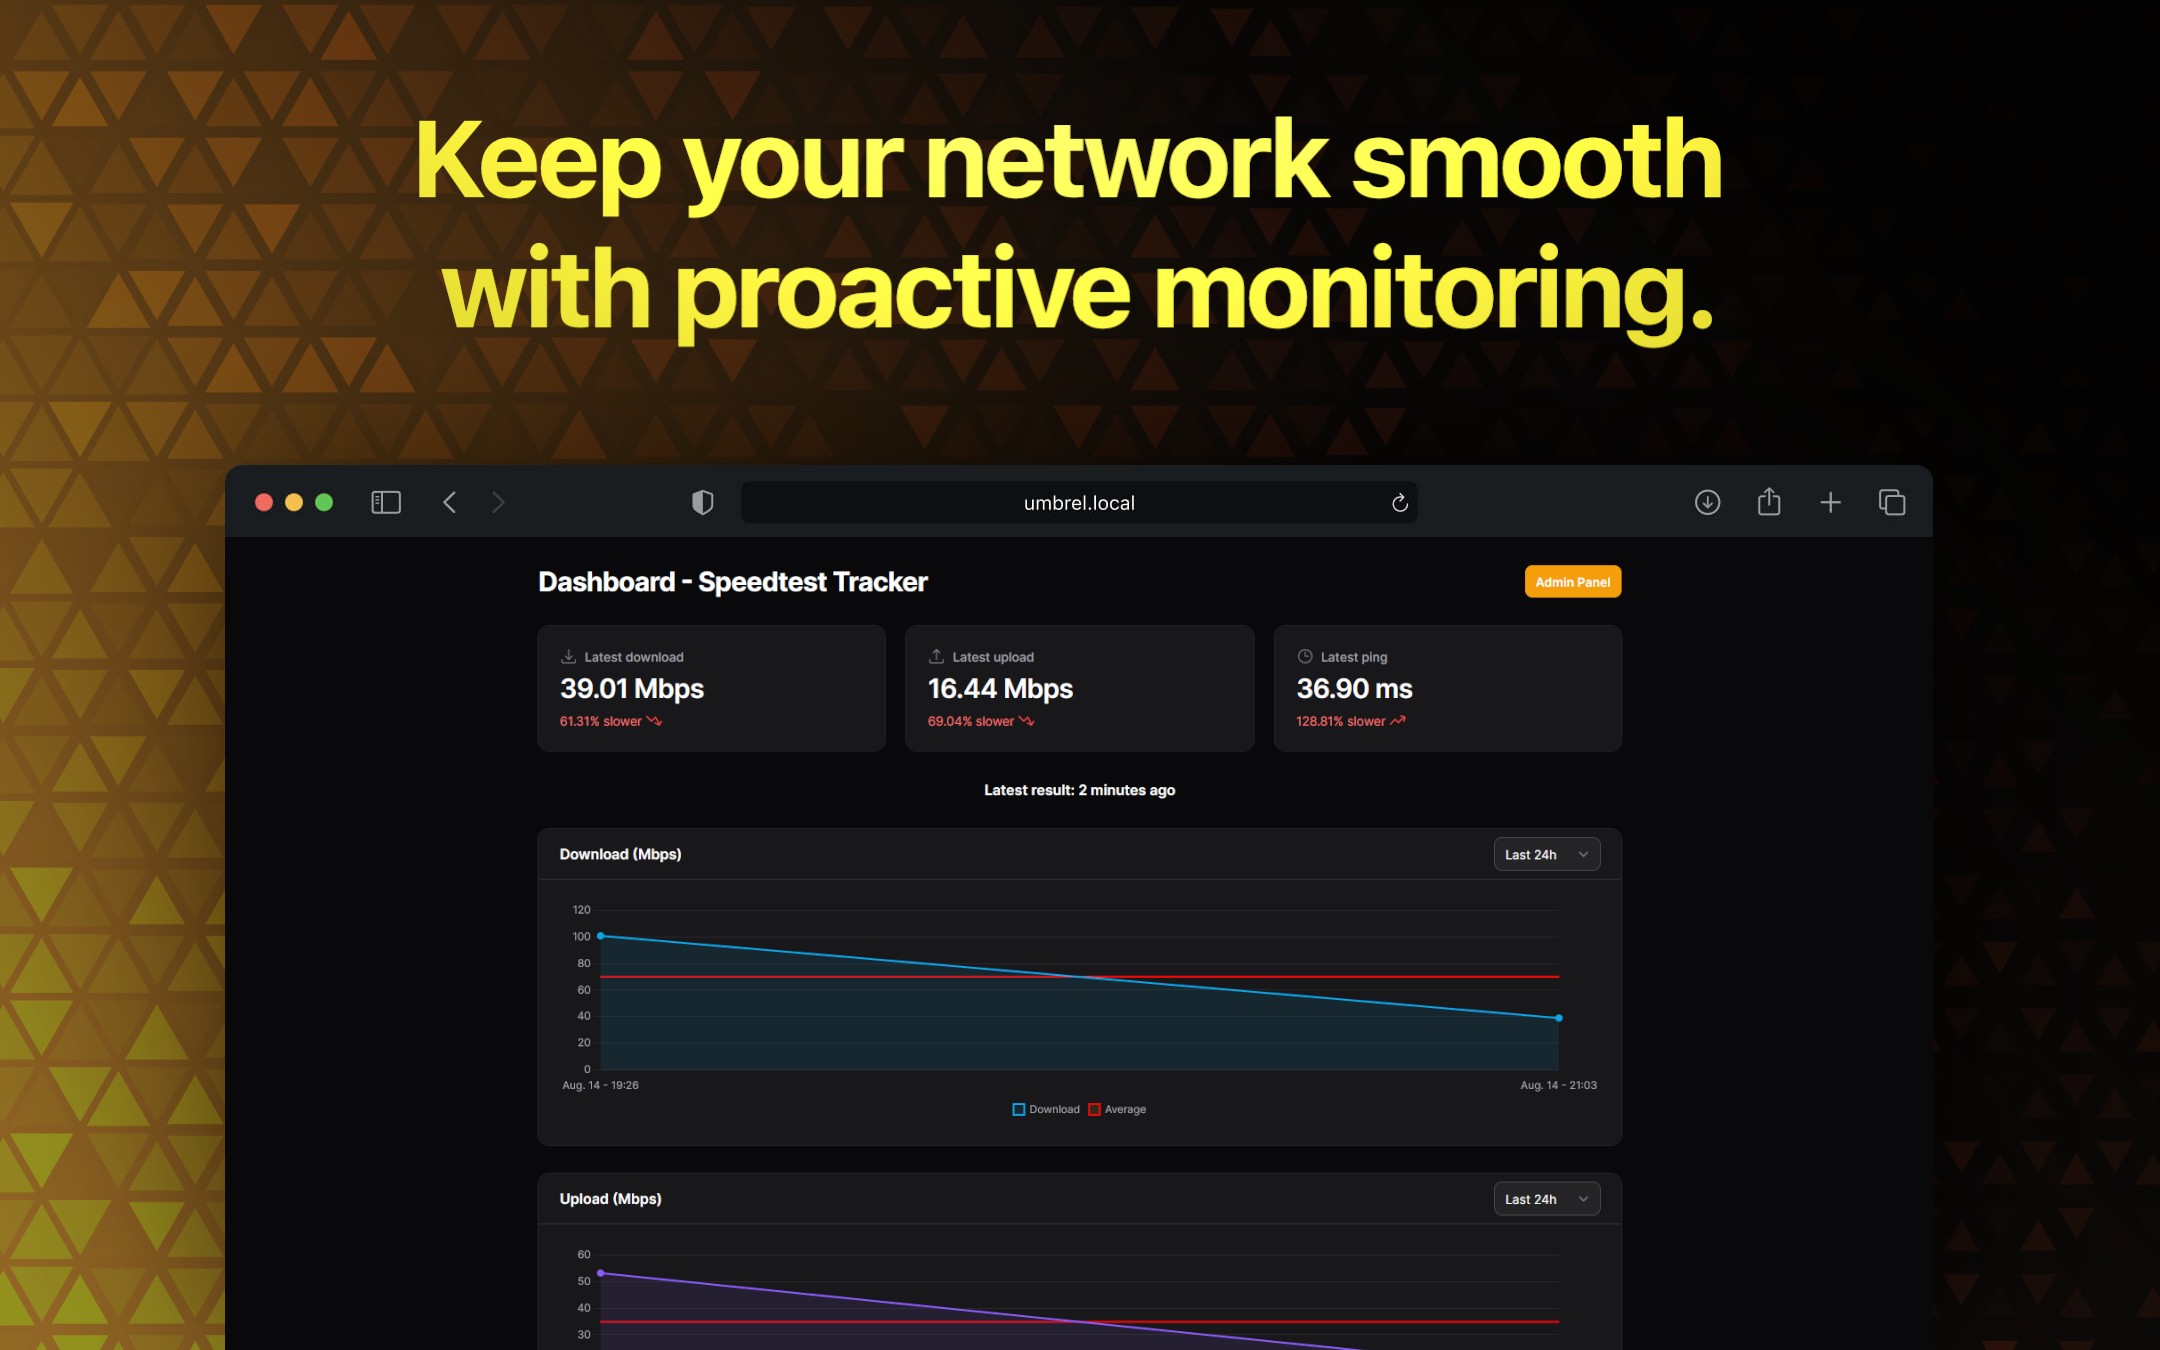 Keep your network smooth
with proactive monitoring.
umbrel.local
Dashboard - Speedtest Tracker
Admin Panel
Latest download
39.01 Mbps
61.31% slower
Latest upload
16.44 Mbps
69.04% slower
Latest ping
36.90 ms
128.81% slower
Latest result: 2 minutes ago
Download (Mbps)
Last 24h
120
100
80
60
40
20
0
Aug. 14 - 19:26
Aug. 14 - 21:03
Download
Average
Upload (Mbps)
Last 24h
60
50
40
30